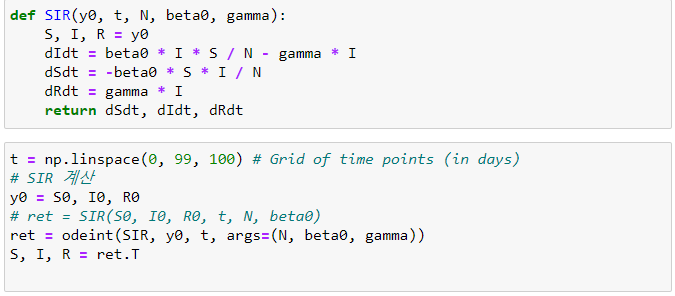 def SIR(y0, t, N, beta0, gamma):
    S, I, R = y0
    dIdt = beta0 * I * S / N - gamma * I
    dSdt = -beta0 * S * I / N
    dRdt = gamma * I
    return dSdt, dIdt, dRdt
t = np.linspace(0, 99, 100) # Grid of time points (in days)
# SIR 계산
y0 = S0, I0, R0
# ret = SIR(S0, I0, R0, t, N, beta0)
ret = odeint(SIR, y0, t, args=(N, beta0, gamma))
S, I, R = ret.T